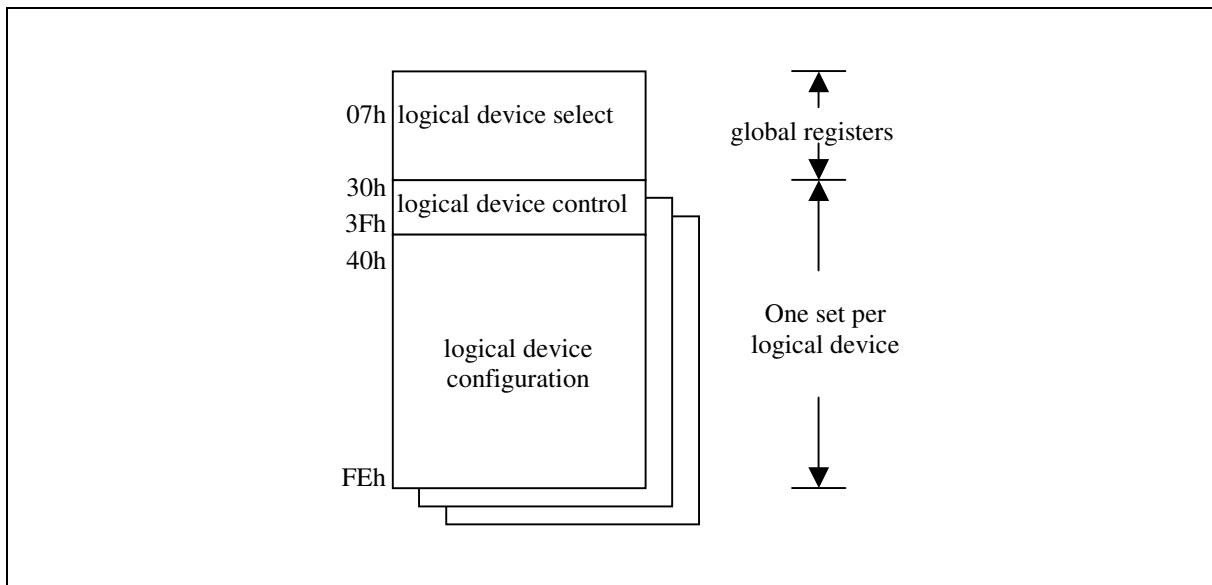 07h logical device select
global registers
30h
logical device control
3Fh
40h
One set per
logical device
logical device
configuration
FEh